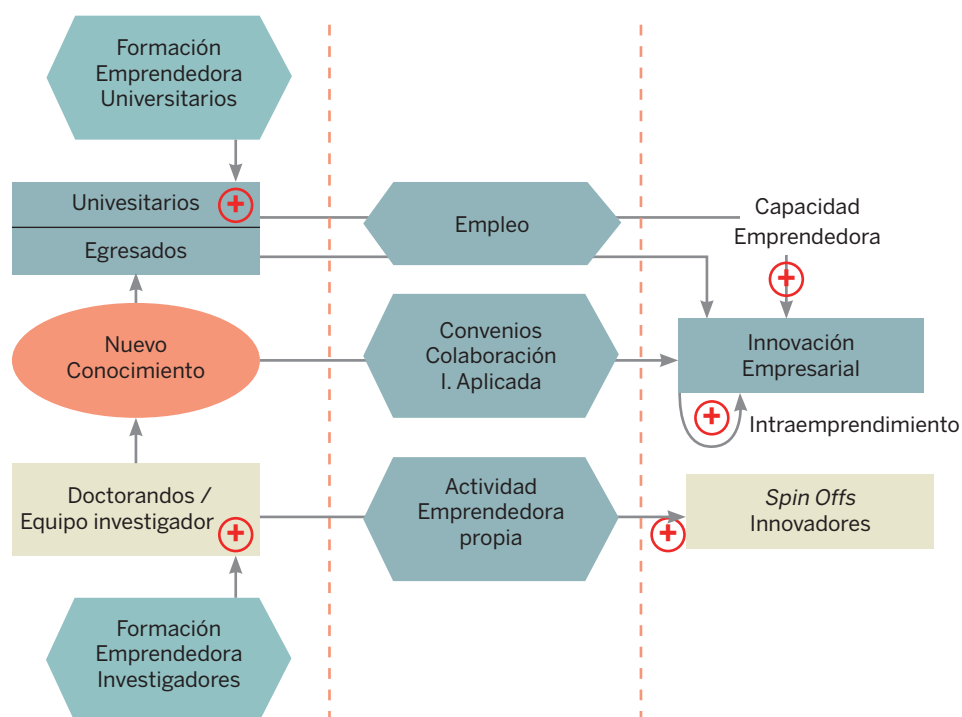 Formación
Emprendedora
Universitarios
Univesitarios
Egresados
Empleo
Capacidad
Emprendedora
Nuevo
Conocimiento
Convenios
Colaboración
I. Aplicada
Innovación
Empresarial
Intraemprendimiento
Doctorandos /
Equipo investigador
Actividad
Emprendedora
propia
Spin Offs
Innovadores
Formación
Emprendedora
Investigadores